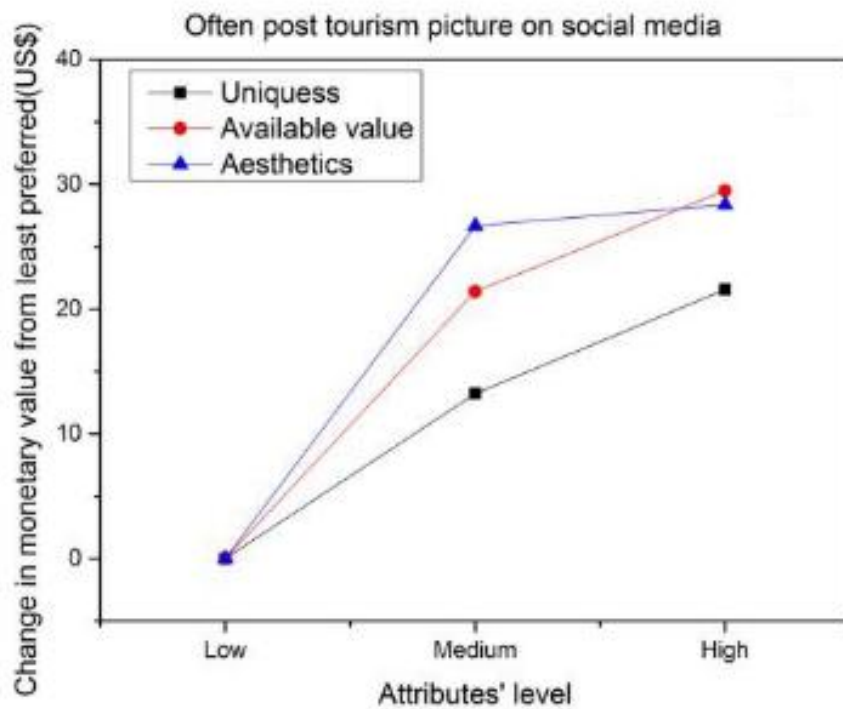 Often post tourism picture on social media
40
Uniquess
Available value
Aesthetics
30
20
10
0
Change in monetary value from least preferred(US$)
Low
Medium
High
Attributes' level